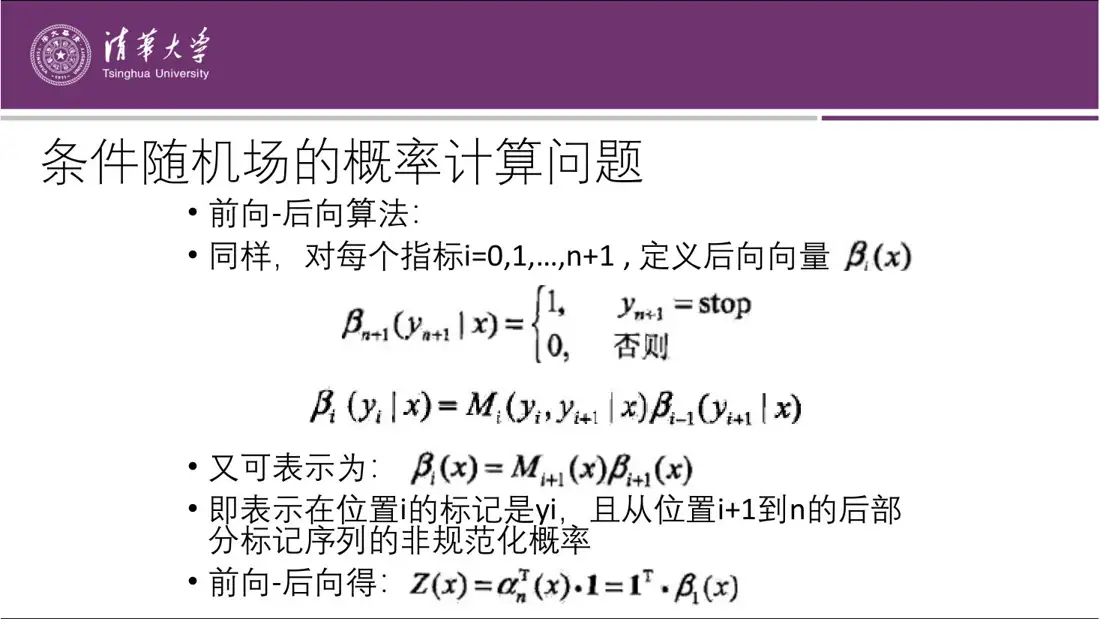 清华大学
Tsinghua University
条件随机场的概率计算问题
• 前向-后向算法：
• 同样，对每个指标i=0,1,…,n+1 , 定义后向向量 βᵢ(x)
βₙ₊₁(yₙ₊₁ | x) = { 1, yₙ₊₁ = stop
0, 否则
βᵢ (yᵢ | x) = Mᵢ(yᵢ, yᵢ₊₁ | x)βᵢ₋₁(yᵢ₊₁ | x)
• 又可表示为： βᵢ(x) = Mᵢ₊₁(x)βᵢ₊₁(x)
• 即表示在位置i的标记是yi，且从位置i+1到n的后部
分标记序列的非规范化概率
• 前向-后向得： Z(x) = αₙᵀ(x)·1 = 1ᵀ·β₁(x)